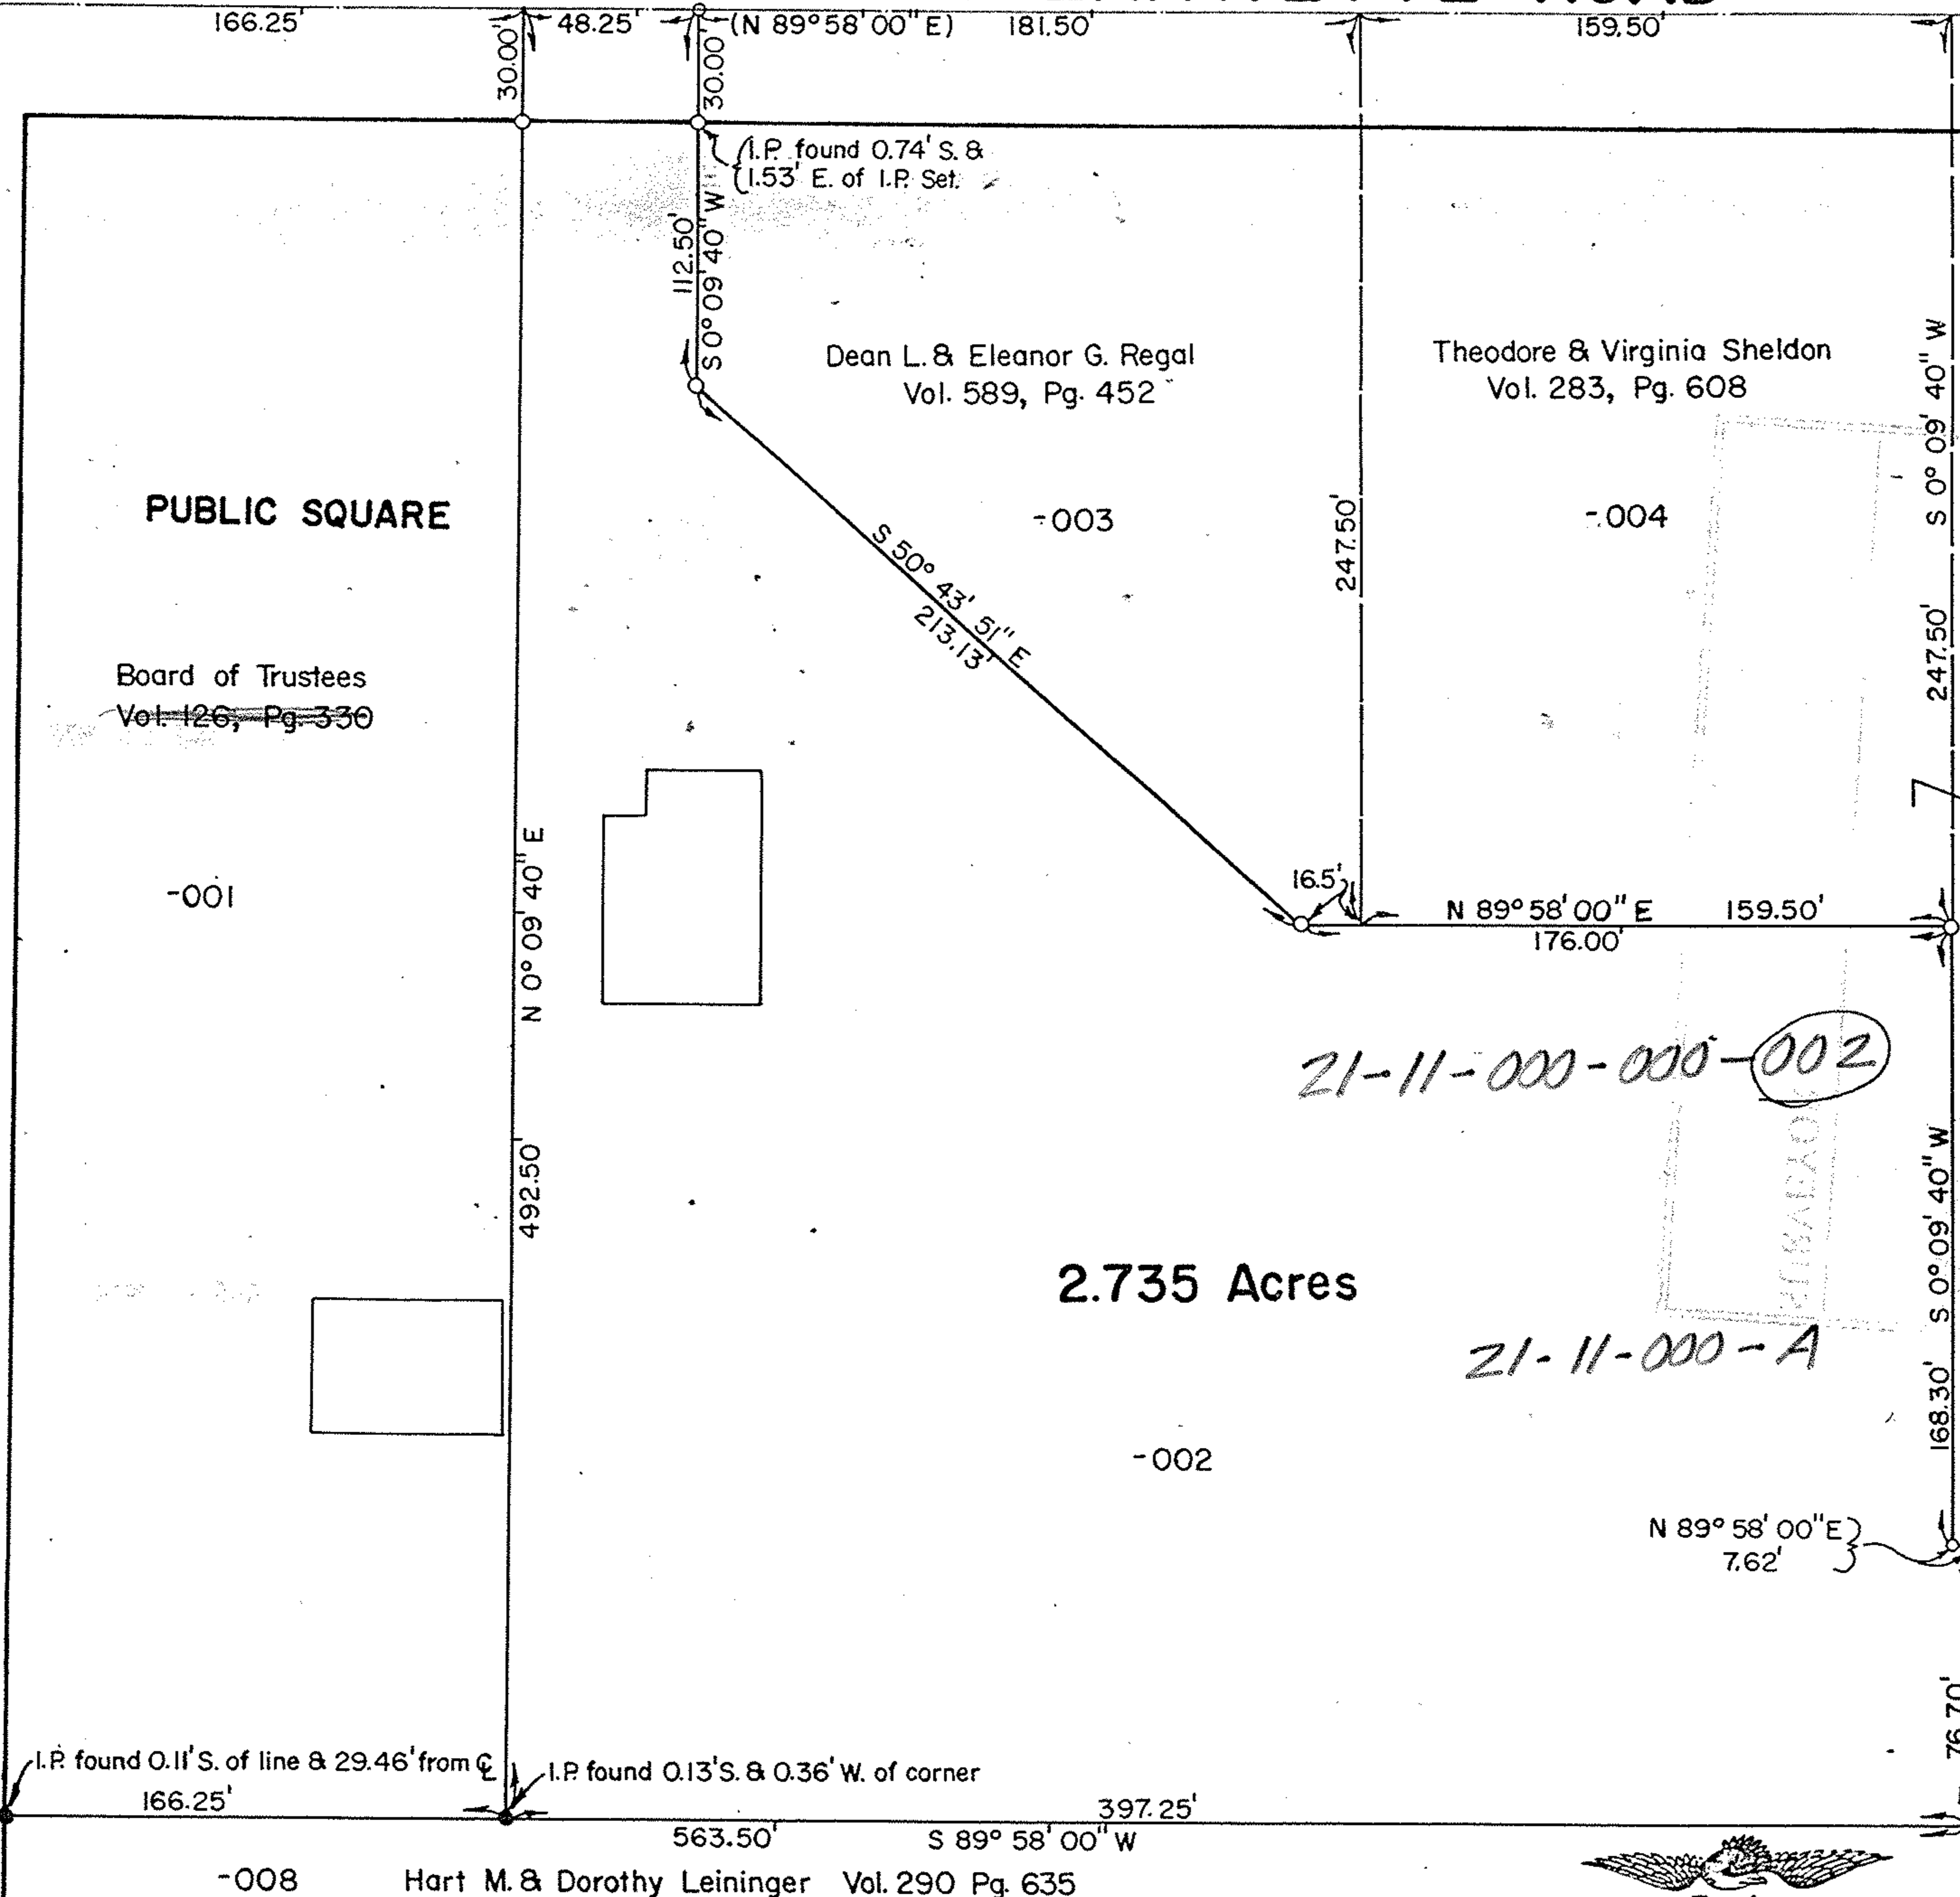 ROAD
166.25'
48.25'
(N 89°58'00"E)
181.50'
159.50'
30.00'
30.00'
I.P. found 0.74' S. &
1.53' E. of I.P. Set.
112.50'
S 0° 09' 40" W
Dean L. & Eleanor G. Regal
Vol. 589, Pg. 452
Theodore & Virginia Sheldon
Vol. 283, Pg. 608
S 0° 09' 40" W
247.50'
PUBLIC SQUARE
-003
-004
247.50'
S 50° 43' 51" E
213.13'
Board of Trustees
Vol. 126, Pg. 330
-001
N 0° 09' 40" E
492.50'
16.5'
N 89°58'00"E
159.50'
176.00'
21-11-000-000-002
2.735 Acres
21-11-000-A
S 0°09' 40" W
168.30'
-002
N 89° 58' 00"E
7.62'
76.70'
I.P. found 0.11' S. of line & 29.46' from ℄
I.P. found 0.13' S. & 0.36' W. of corner
166.25'
397.25'
563.50'
S 89° 58' 00" W
-008
Hart M. & Dorothy Leininger Vol. 290 Pg. 635